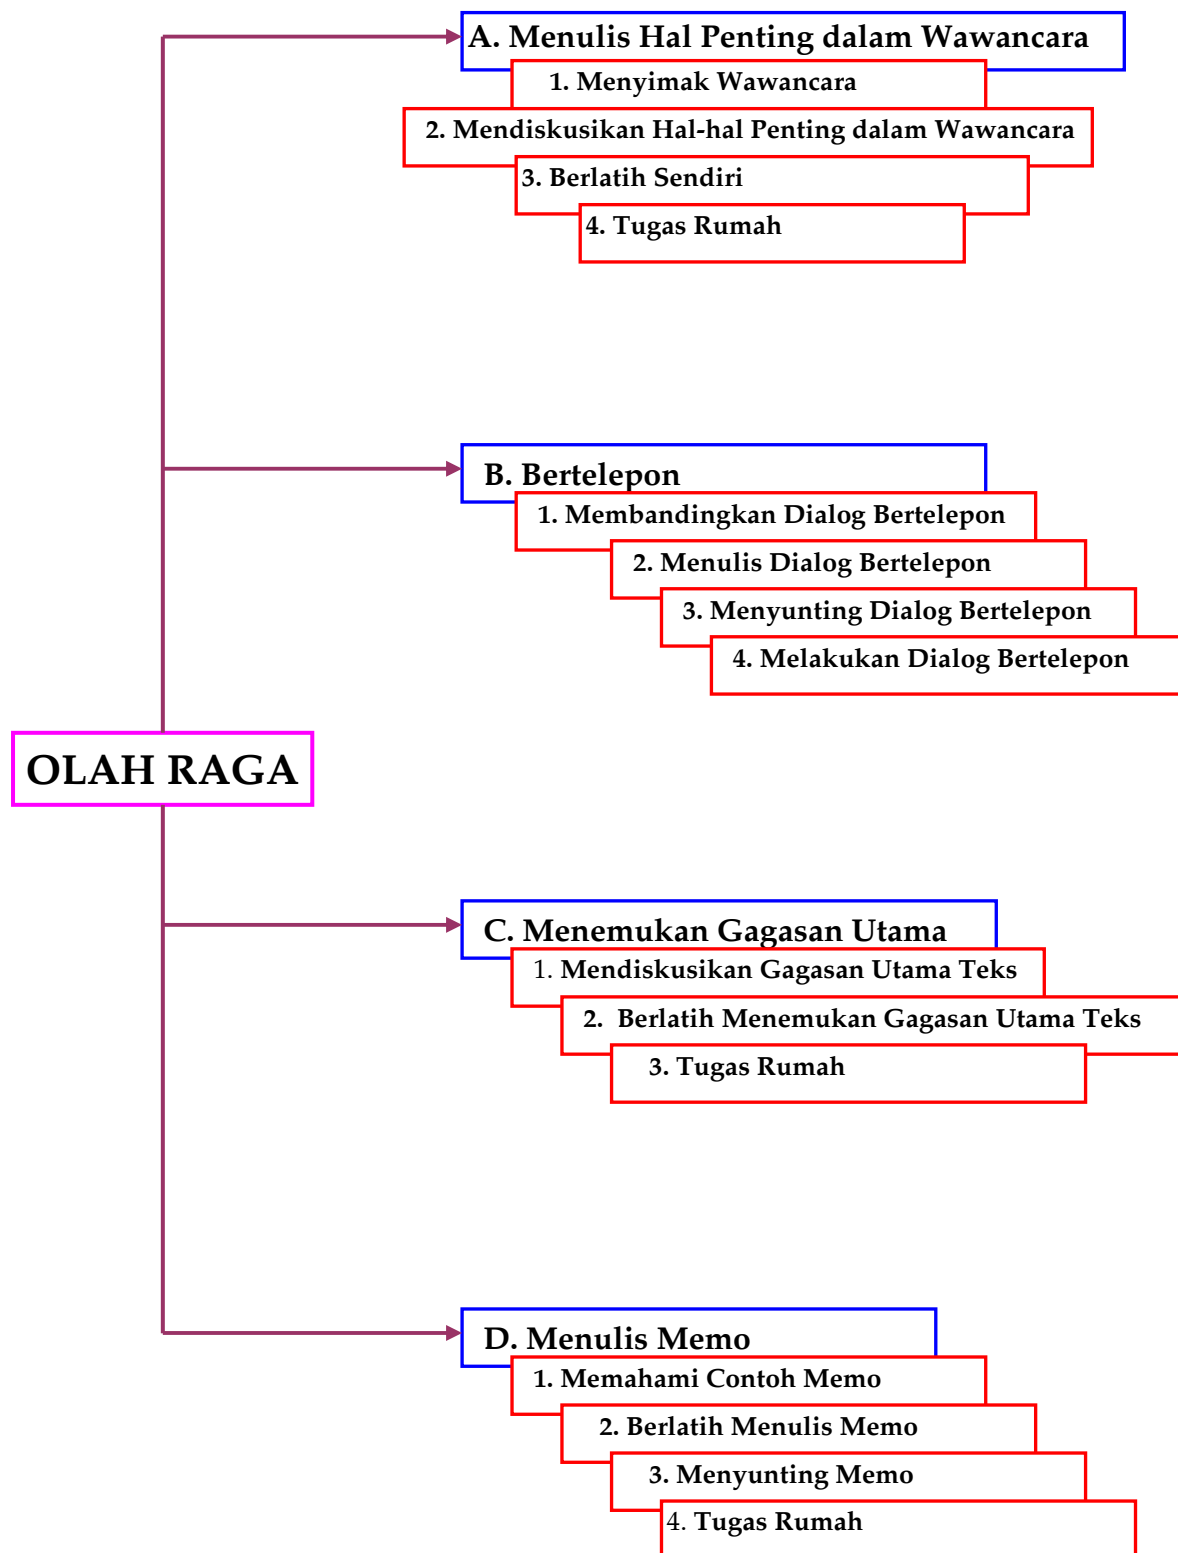 A. Menulis Hal Penting dalam Wawancara
1. Menyimak Wawancara
2. Mendiskusikan Hal-hal Penting dalam Wawancara
3. Berlatih Sendiri
4. Tugas Rumah
B. Bertelepon
1. Membandingkan Dialog Bertelepon
2. Menulis Dialog Bertelepon
3. Menyunting Dialog Bertelepon
4. Melakukan Dialog Bertelepon
OLAH RAGA
C. Menemukan Gagasan Utama
1. Mendiskusikan Gagasan Utama Teks
2. Berlatih Menemukan Gagasan Utama Teks
3. Tugas Rumah
D. Menulis Memo
1. Memahami Contoh Memo
2. Berlatih Menulis Memo
3. Menyunting Memo
4. Tugas Rumah